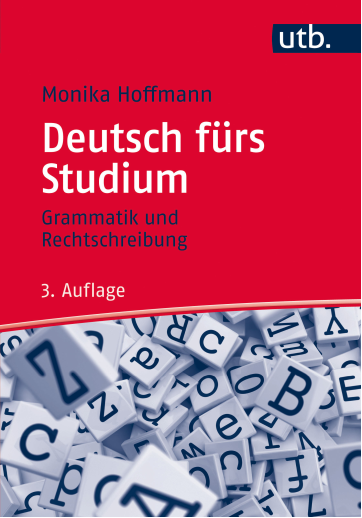 utb.
Monika Hoffmann
Deutsch fürs
Studium
Grammatik und
Rechtschreibung
3. Auflage